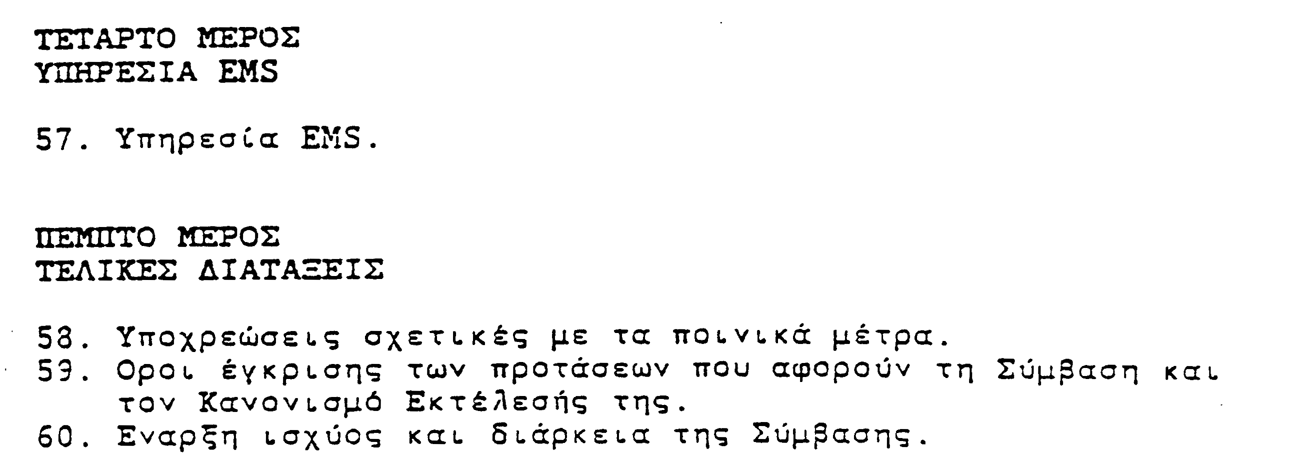 ΤΕΤΑΡΤΟ ΜΕΡΟΣ
ΥΠΗΡΕΣΙΑ EMS
57. Υπηρεσία EMS.
ΠΕΜΠΤΟ ΜΕΡΟΣ
ΤΕΛΙΚΕΣ ΔΙΑΤΑΞΕΙΣ
58. Υποχρεώσεις σχετικές με τα ποινικά μέτρα.
59. Οροι έγκρισης των προτάσεων που αφορούν τη Σύμβαση και
τον Κανονισμό Εκτέλεσής της.
60. Εναρξη ισχύος και διάρκεια της Σύμβασης.